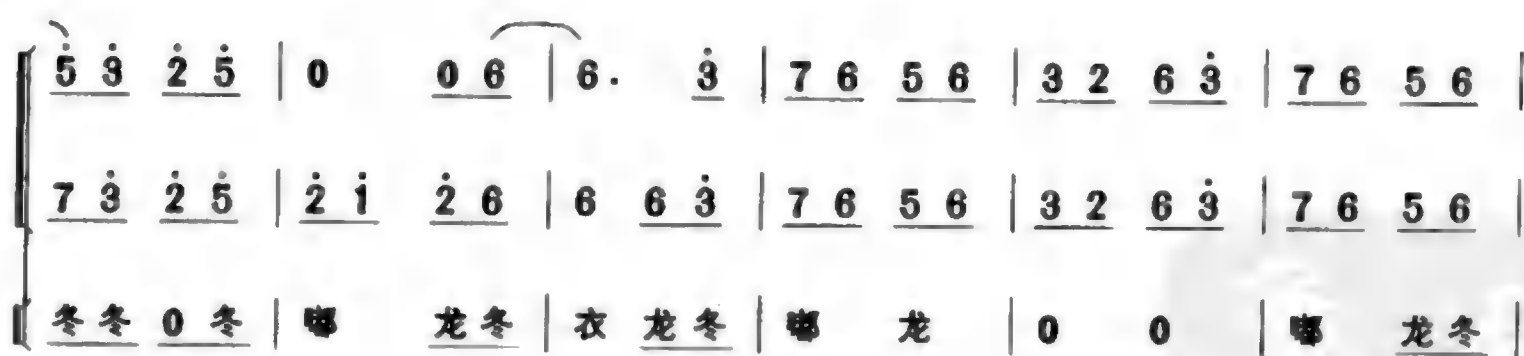 5̇ 3̇ 2̇ 5̇ | 0 0 6 | 6. 3̇ | 7 6 5 6 | 3 2 6 3̇ | 7 6 5 6 |
7 3̇ 2̇ 5̇ | 2̇ 1̇ 2̇ 6 | 6 6 3̇ | 7 6 5 6 | 3 2 6 3̇ | 7 6 5 6 |
冬冬 0 冬 | 嘟 龙冬 | 衣 龙冬 | 嘟 龙 | 0 0 | 嘟 龙冬 |